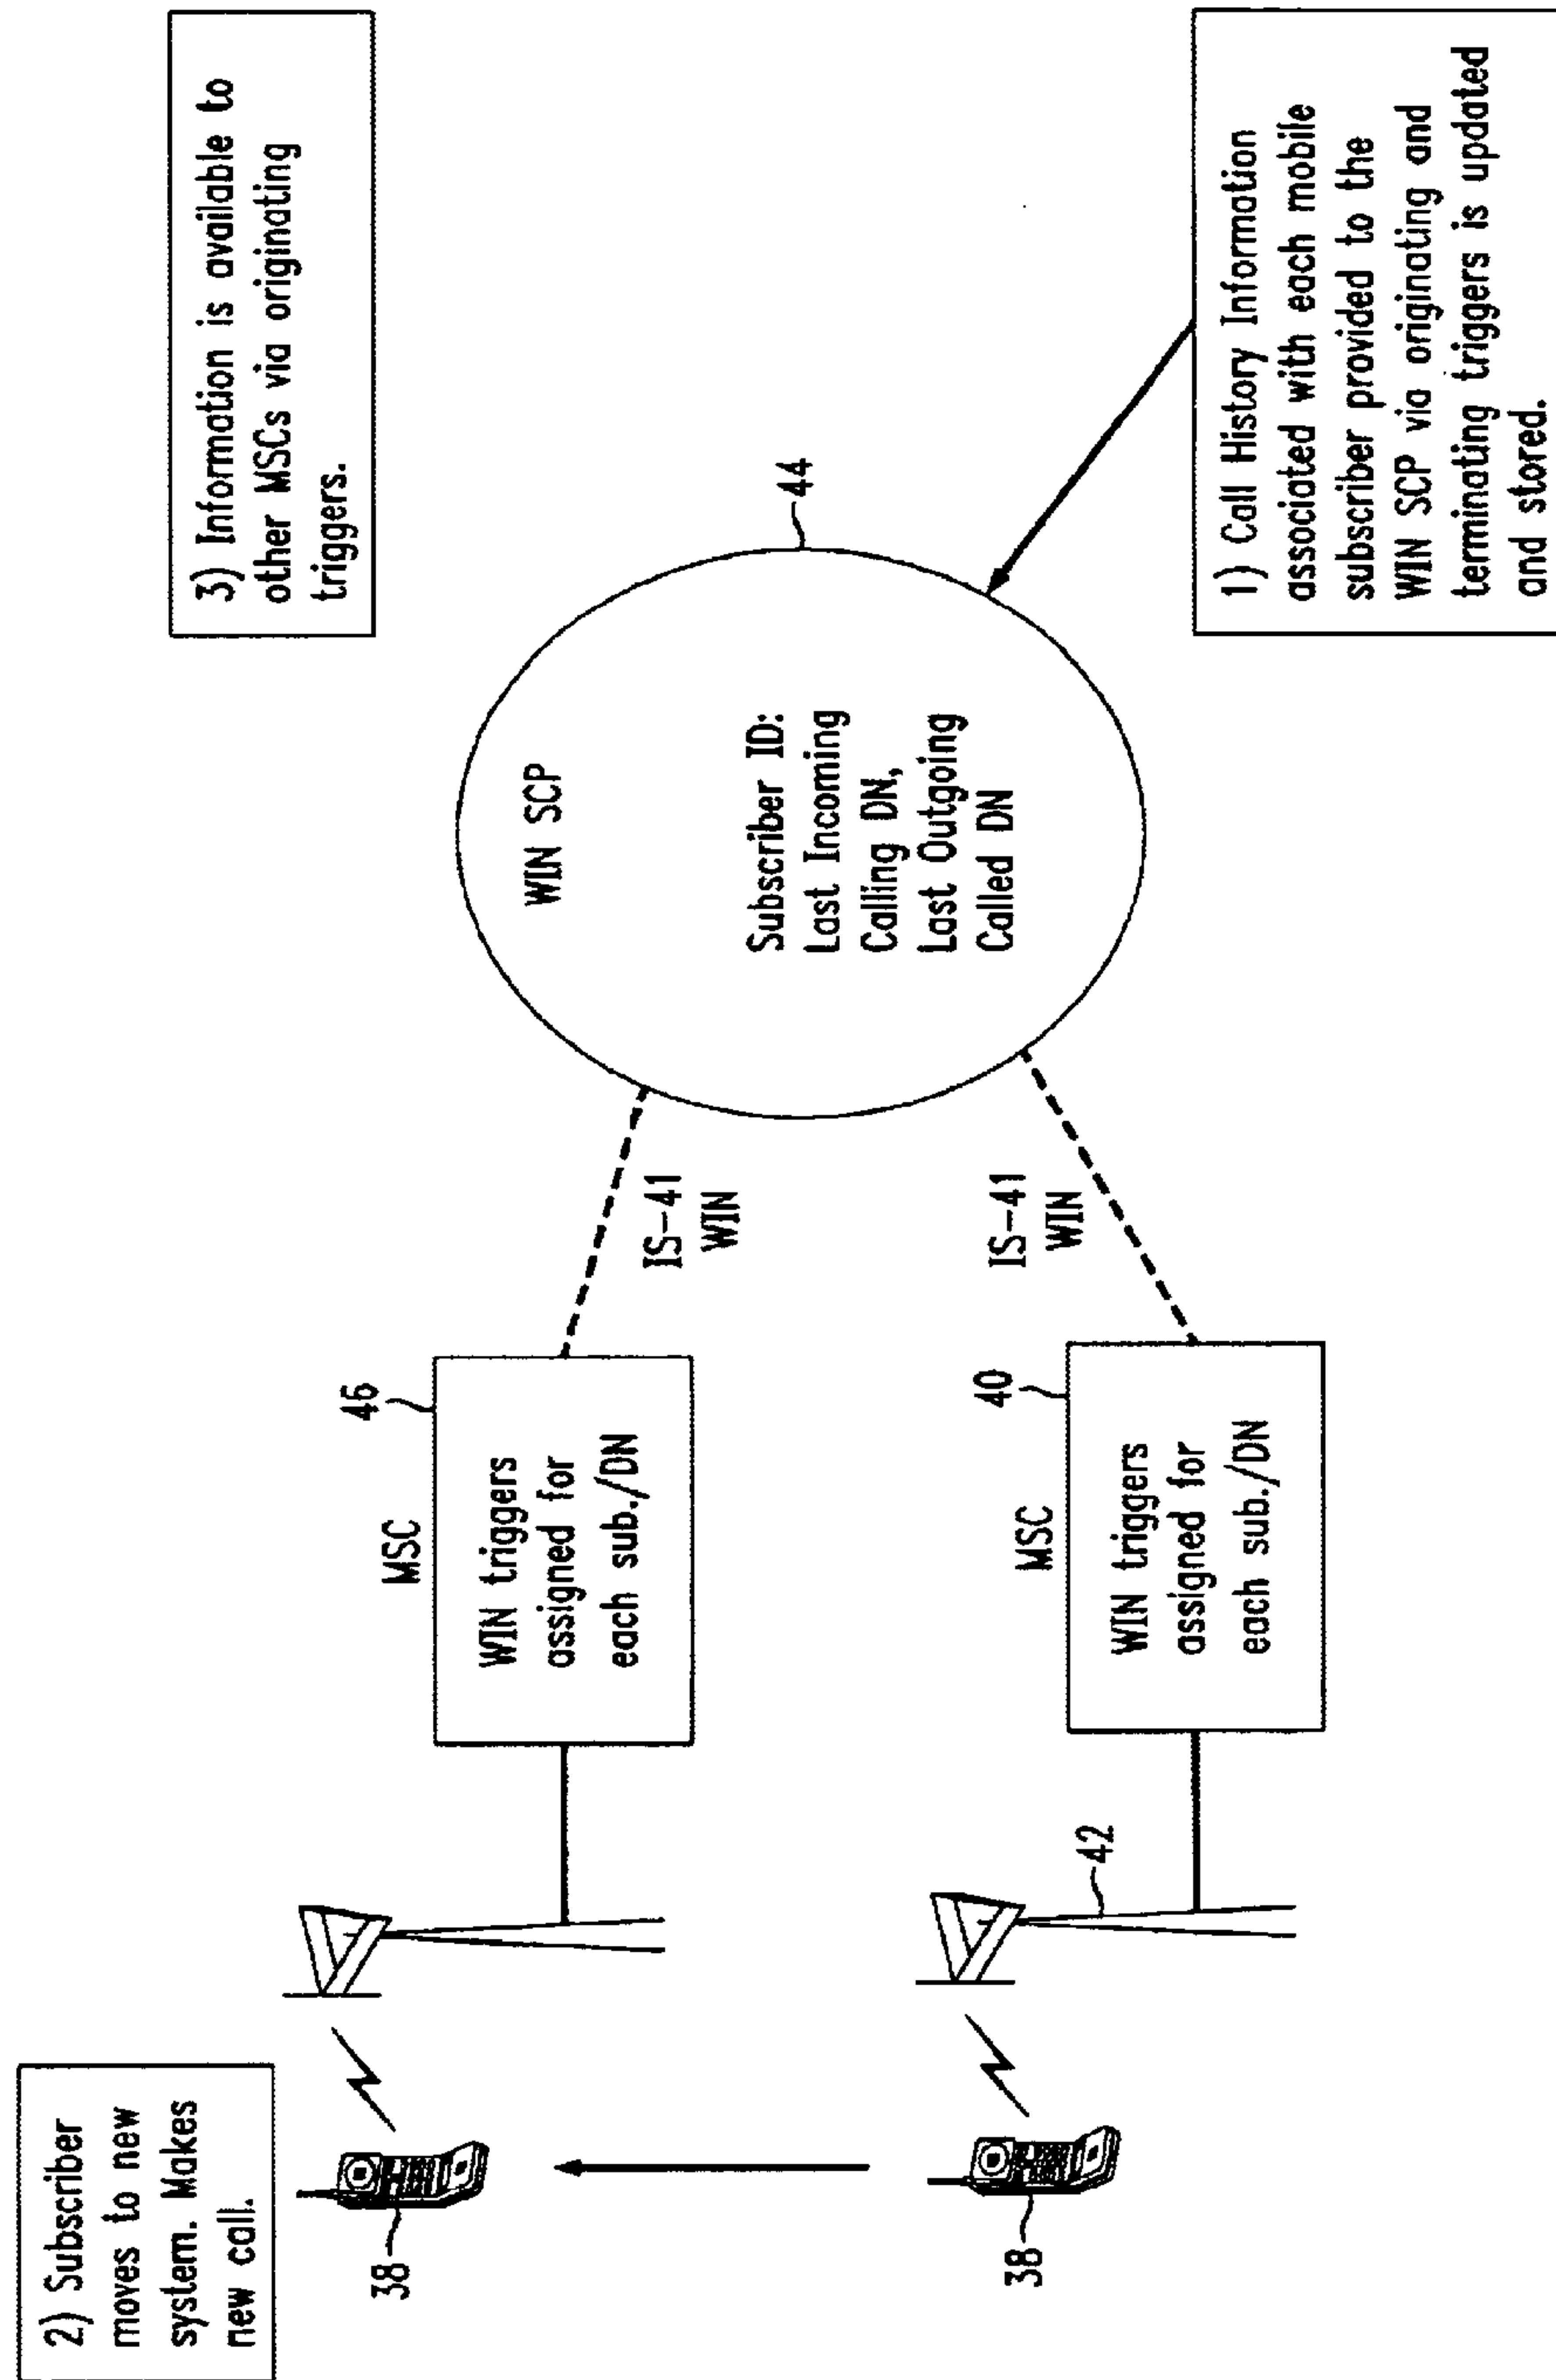 2) Subscriber
moves to new
system. Makes
new call.
3) Information is available to
other MSCs via originating
triggers.
38
MSC
46
WIN triggers
assigned for
each sub./DN
IS-41
WIN
WIN SCP
44
Subscriber ID:
Last Incoming
Calling DN,
Last Outgoing
Called DN
38
42
MSC
40
WIN triggers
assigned for
each sub./DN
IS-41
WIN
1) Call History Information
associated with each mobile
subscriber provided to the
WIN SCP via originating and
terminating triggers is updated
and stored.